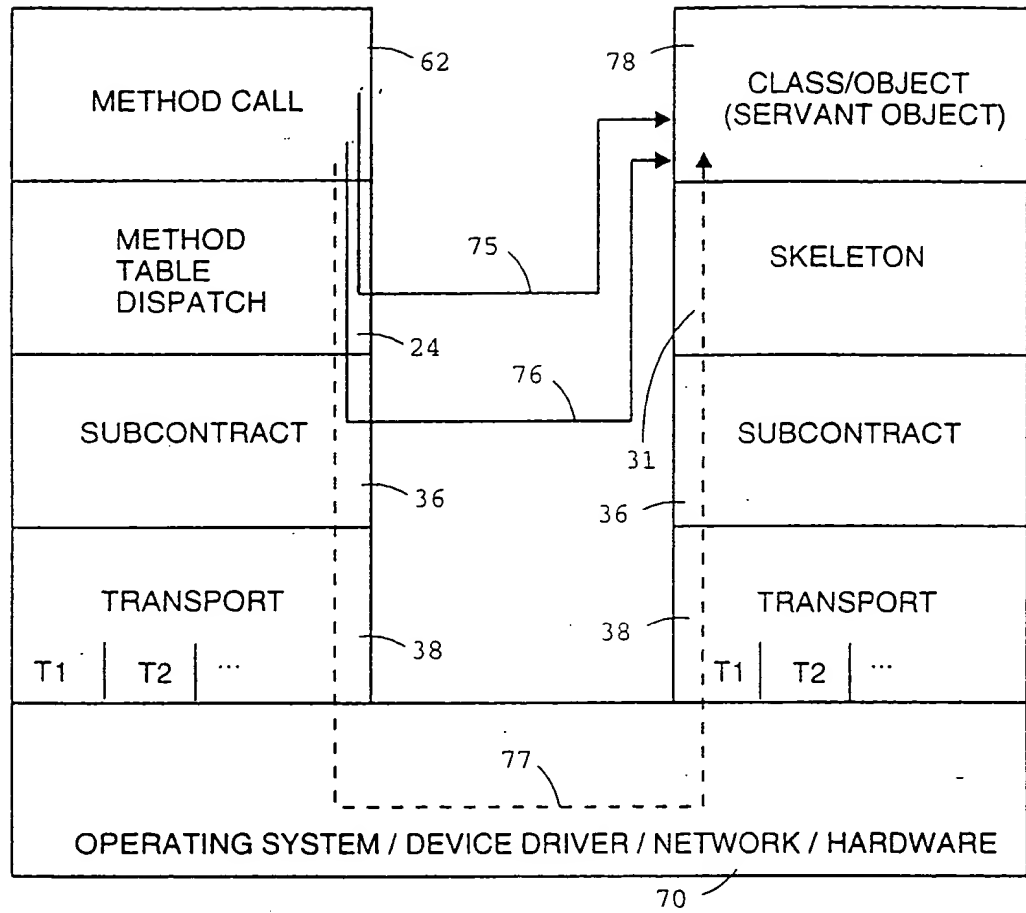 62
METHOD CALL
78
CLASS/OBJECT
(SERVANT OBJECT)
METHOD
TABLE
DISPATCH
75
SKELETON
24
76
SUBCONTRACT
31
SUBCONTRACT
36
36
TRANSPORT
38
TRANSPORT
38
T1 T2 ...
T1 T2 ...
77
OPERATING SYSTEM / DEVICE DRIVER / NETWORK / HARDWARE
70